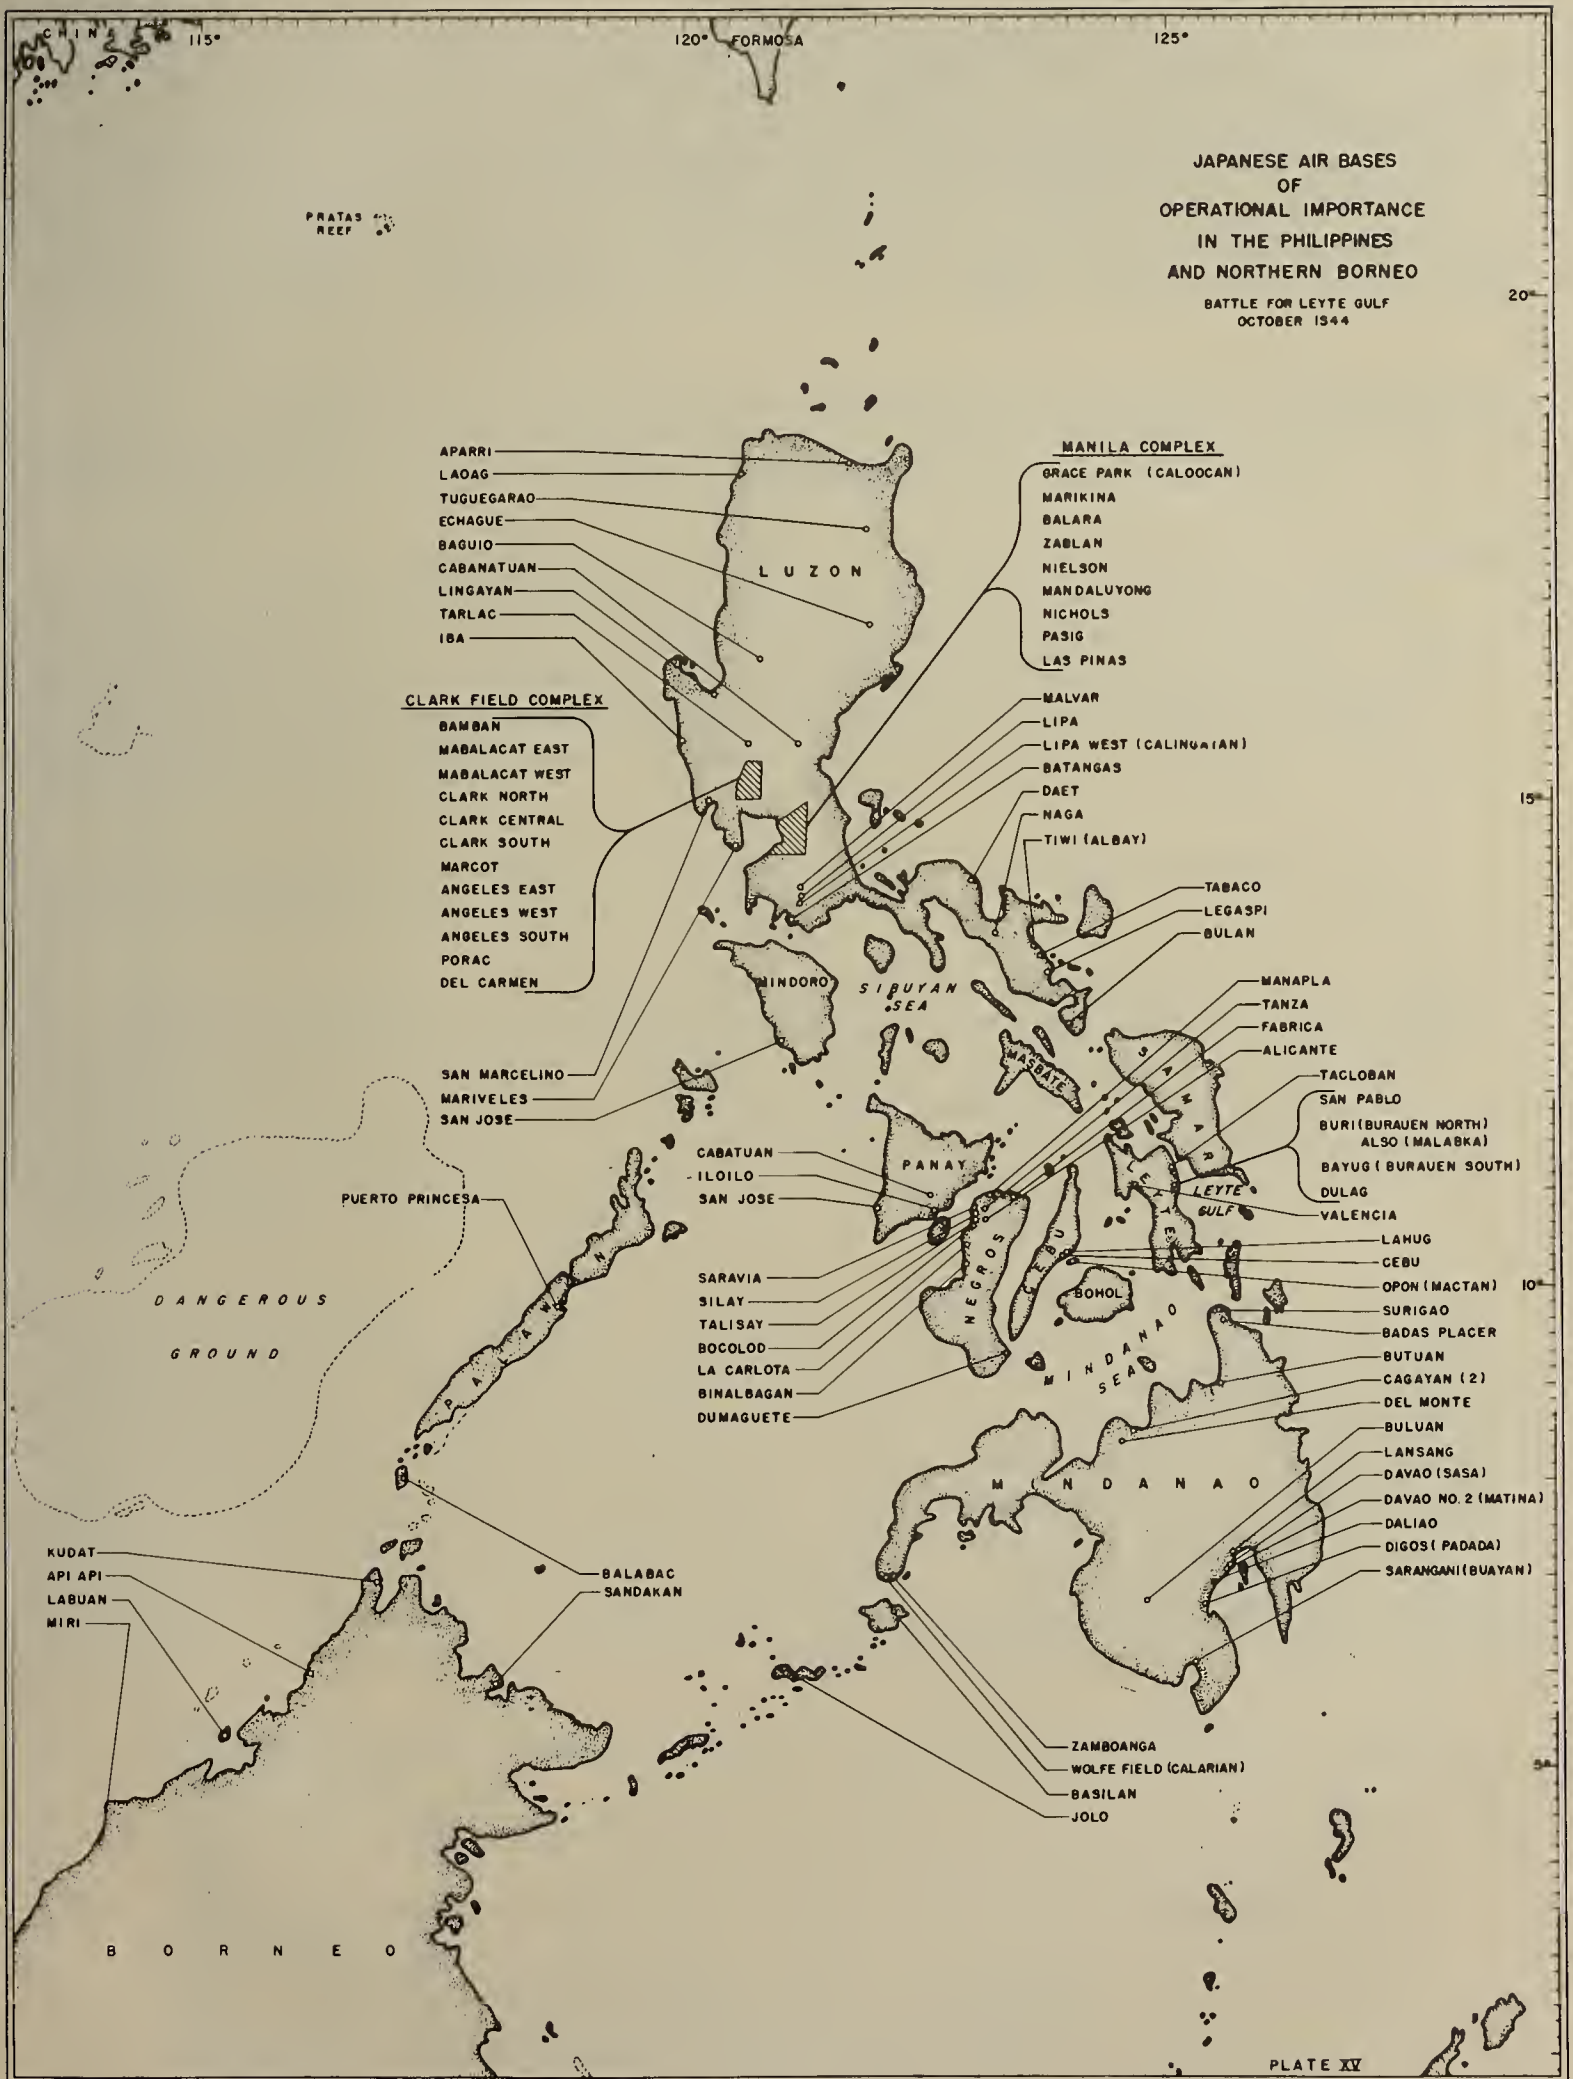 CHINA
115°
120°
FORMOSA
125°
JAPANESE AIR BASES
OF
OPERATIONAL IMPORTANCE
IN THE PHILIPPINES
AND NORTHERN BORNEO
BATTLE FOR LEYTE GULF
OCTOBER 1944
PRATAS
REEF
20°
APARRI
LAOAG
TUGUEGARAO
ECHAGUE
BAGUIO
CABANATUAN
LINGAYAN
TARLAC
IBA
LUZON
MANILA COMPLEX
GRACE PARK (CALOOCAN)
MARIKINA
BALARA
ZABLAN
NIELSON
MANDALUYONG
NICHOLS
PASIG
LAS PINAS
CLARK FIELD COMPLEX
BAMBAN
MABALACAT EAST
MABALACAT WEST
CLARK NORTH
CLARK CENTRAL
CLARK SOUTH
MARCOT
ANGELES EAST
ANGELES WEST
ANGELES SOUTH
PORAC
DEL CARMEN
MALVAR
LIPA
LIPA WEST (CALINGATAN)
BATANGAS
DAET
NAGA
TIWI (ALBAY)
15°
TABACO
LEGASPI
BULAN
MINDORO
SIBUYAN
SEA
MANAPLA
TANZA
FABRICA
ALICANTE
SAN MARCELINO
MARIVELES
SAN JOSE
MASBATE
SAMAR
TACLOBAN
SAN PABLO
BURI (BURAUEN NORTH)
ALSO (MALABKA)
BAYUG (BURAUEN SOUTH)
DULAG
VALENCIA
CABATUAN
ILOILO
SAN JOSE
PANAY
LEYTE
LEYTE
GULF
PUERTO PRINCESA
LAHUG
CEBU
OPON (MACTAN)
10°
SURIGAO
BADAS PLACER
BUTUAN
CAGAYAN (2)
DEL MONTE
BULUAN
LANSANG
DAVAO (SASA)
DAVAO NO. 2 (MATINA)
DALIAO
DIGOS (PADADA)
SARANGANI (BUAYAN)
SARAVIA
SILAY
TALISAY
BOCOLOD
LA CARLOTA
BINALBAGAN
DUMAGUETE
NEGROS
CEBU
BOHOL
MINDANAO
SEA
DANGEROUS
GROUND
PALAWAN
MINDANAO
KUDAT
API API
LABUAN
MIRI
BALABAC
SANDAKAN
ZAMBOANGA
WOLFE FIELD (CALARIAN)
BASILAN
JOLO
5°
BORNEO
PLATE XV